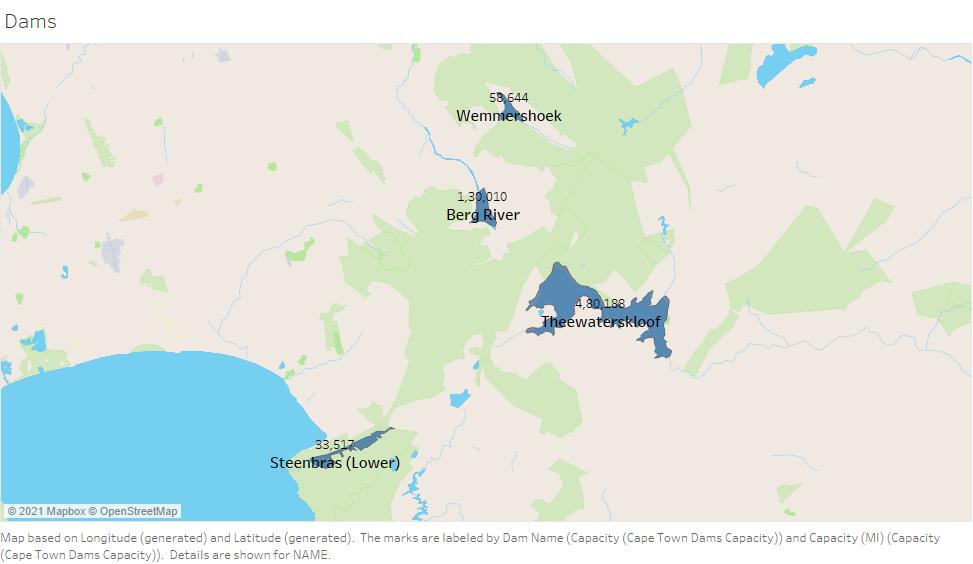 Dams
58,644
Wemmershoek
1,30,010
Berg River
4,80,188
Theewaterskloof
33,517
Steenbras (Lower)
© 2021 Mapbox © OpenStreetMap
Map based on Longitude (generated) and Latitude (generated).  The marks are labeled by Dam Name (Capacity (Cape Town Dams Capacity)) and Capacity (Ml) (Capacity
(Cape Town Dams Capacity)).  Details are shown for NAME.